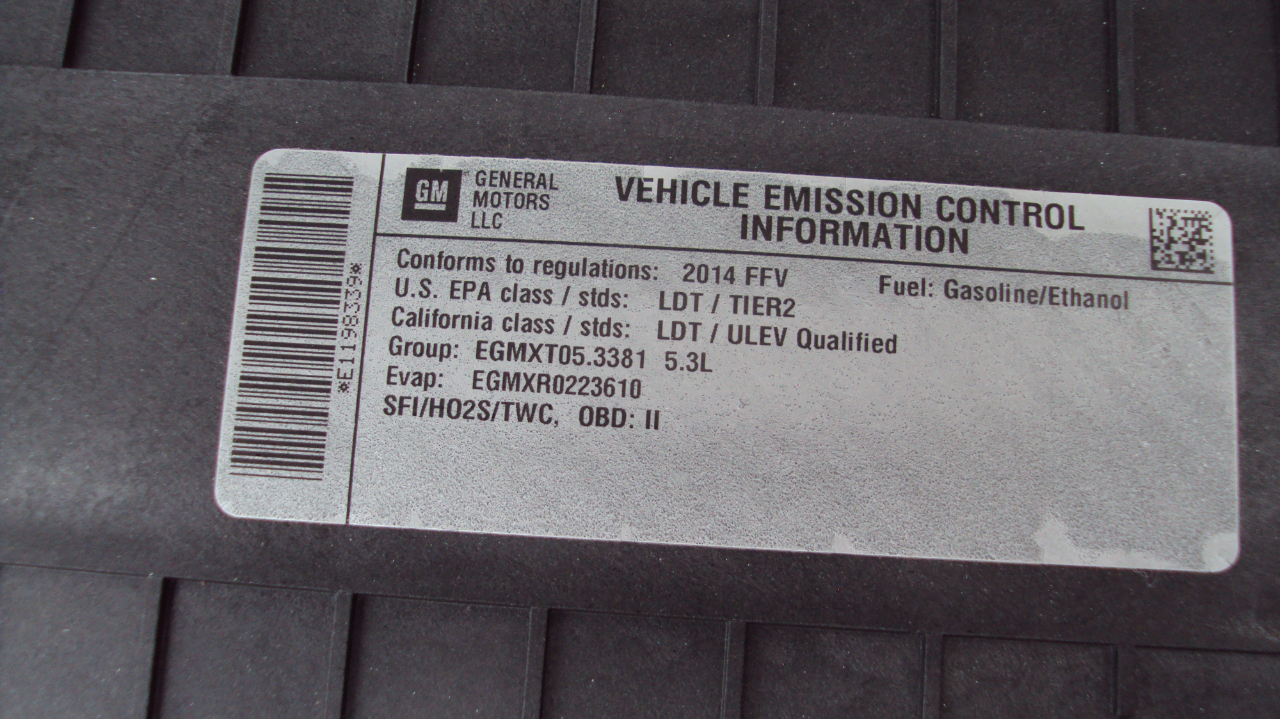 GM
GENERAL
MOTORS
LLC
VEHICLE EMISSION CONTROL
INFORMATION
Conforms to regulations: 2014 FFV Fuel: Gasoline/Ethanol
U.S. EPA class / stds: LDT / TIER2
California class / stds: LDT / ULEV Qualified
Group: EGMXT05.3381 5.3L
Evap: EGMXR0223610
SFI/HO2S/TWC, OBD: II
*E1198339*